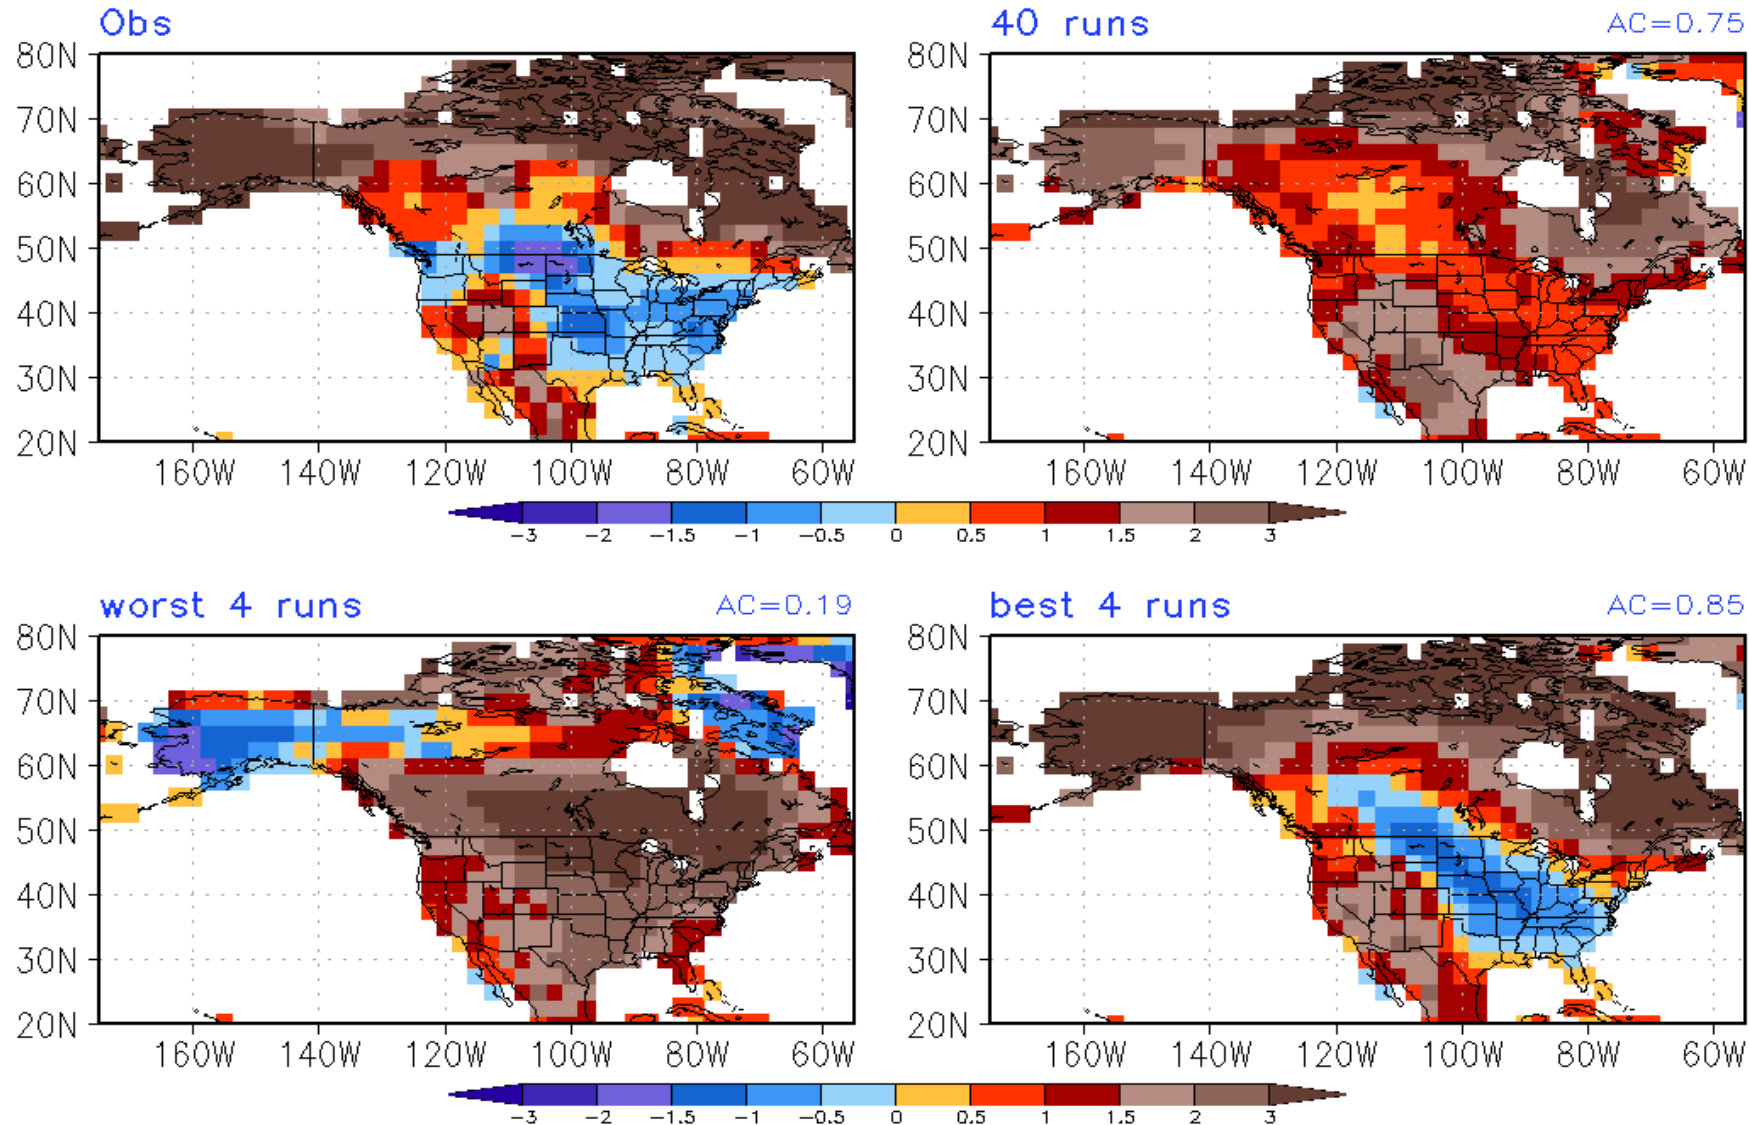 Obs
40 runs AC=0.75
80N 80N
70N 70N
60N 60N
50N 50N
40N 40N
30N 30N
20N 20N
160W 140W 120W 100W 80W 60W 160W 140W 120W 100W 80W 60W
-3 -2 -1.5 -1 -0.5 0 0.5 1 1.5 2 3
worst 4 runs AC=0.19
best 4 runs AC=0.85
80N 80N
70N 70N
60N 60N
50N 50N
40N 40N
30N 30N
20N 20N
160W 140W 120W 100W 80W 60W 160W 140W 120W 100W 80W 60W
-3 -2 -1.5 -1 -0.5 0 0.5 1 1.5 2 3